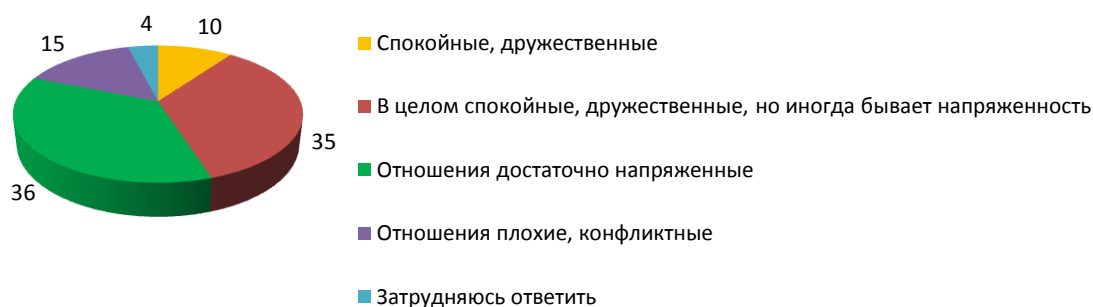 4
10
15
35
36
Спокойные, дружественные
В целом спокойные, дружественные, но иногда бывает напряженность
Отношения достаточно напряженные
Отношения плохие, конфликтные
Затрудняюсь ответить